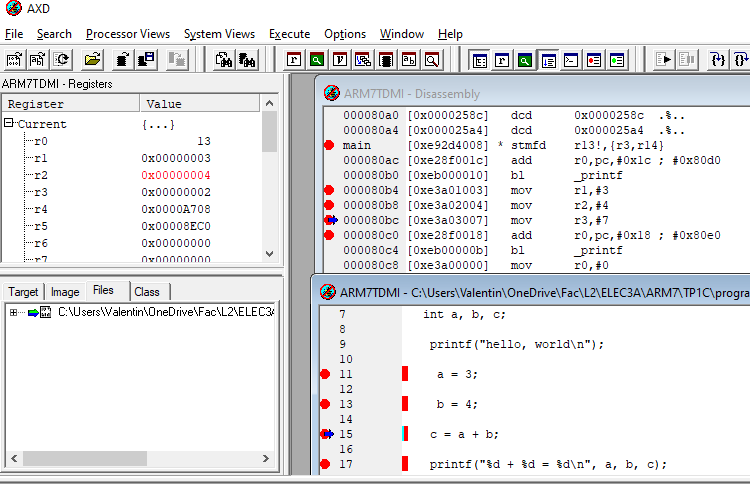 AXD
File Search Processor Views System Views Execute Options Window Help
ARM7TDMI - Registers
Register Value
Current {...}
r0 13
r1 0x00000003
r2 0x00000004
r3 0x00000002
r4 0x0000A708
r5 0x00008EC0
r6 0x00000000
r7 0x00000000
Target Image Files Class
C:\Users\Valentin\OneDrive\Fac\L2\ELEC3A
ARM7TDMI - Disassembly
000080a0 [0x0000258c] dcd 0x0000258c .%..
000080a4 [0x000025a4] dcd 0x000025a4 .%..
main [0xe92d4008] * stmfd r13!,{r3,r14}
000080ac [0xe28f001c] add r0,pc,#0x1c ; #0x80d0
000080b0 [0xeb000010] bl _printf
000080b4 [0xe3a01003] mov r1,#3
000080b8 [0xe3a02004] mov r2,#4
000080bc [0xe3a03007] mov r3,#7
000080c0 [0xe28f0018] add r0,pc,#0x18 ; #0x80e0
000080c4 [0xeb00000b] bl _printf
000080c8 [0xe3a00000] mov r0,#0
ARM7TDMI - C:\Users\Valentin\OneDrive\Fac\L2\ELEC3A\ARM7\TP1C\progra
7 int a, b, c;
8
9 printf("hello, world\n");
10
11 a = 3;
12
13 b = 4;
14
15 c = a + b;
16
17 printf("%d + %d = %d\n", a, b, c);